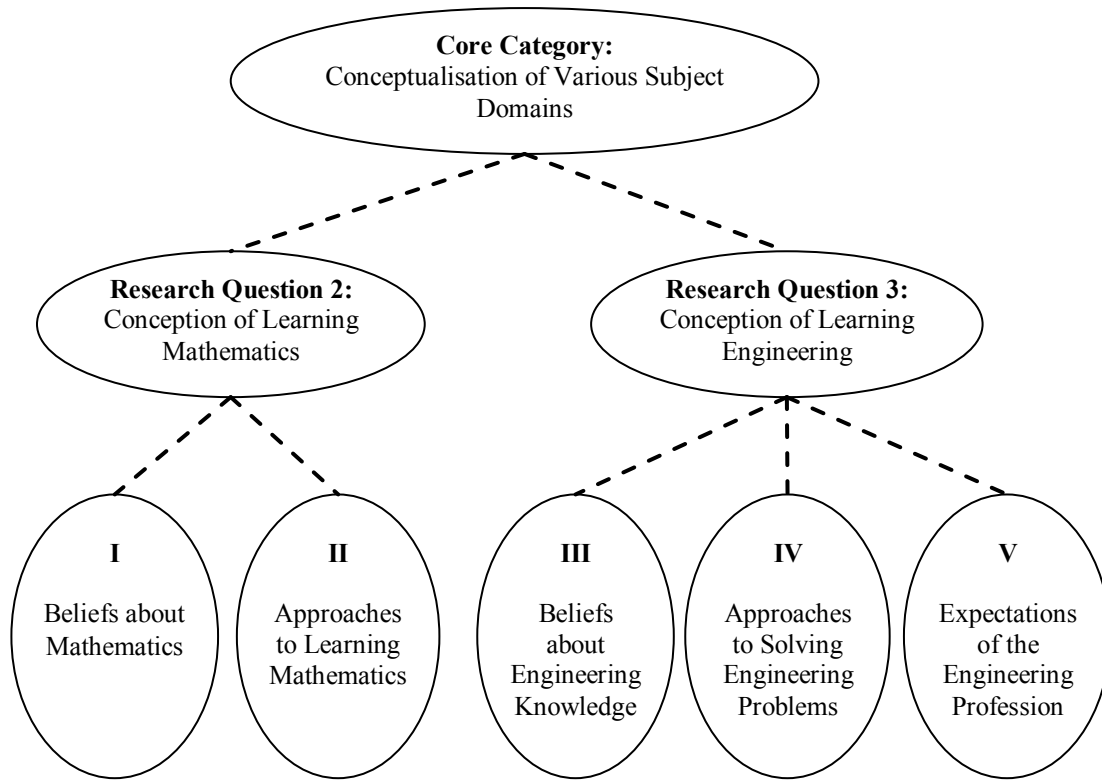 Core Category:
Conceptualisation of Various Subject
Domains
Research Question 2:
Conception of Learning
Mathematics
Research Question 3:
Conception of Learning
Engineering
I
Beliefs about
Mathematics
II
Approaches
to Learning
Mathematics
III
Beliefs
about
Engineering
Knowledge
IV
Approaches
to Solving
Engineering
Problems
V
Expectations
of the
Engineering
Profession